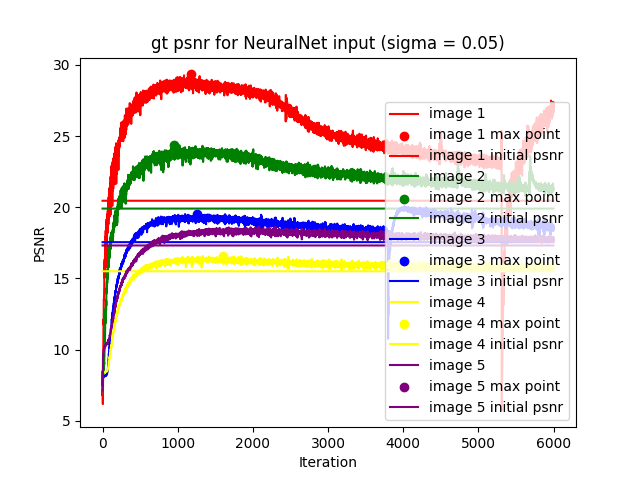 gt psnr for NeuralNet input (sigma = 0.05)
PSNR
30
25
20
15
10
5
image 1
image 1 max point
image 1 initial psnr
image 2
image 2 max point
image 2 initial psnr
image 3
image 3 max point
image 3 initial psnr
image 4
image 4 max point
image 4 initial psnr
image 5
image 5 max point
image 5 initial psnr
0 1000 2000 3000 4000 5000 6000
Iteration